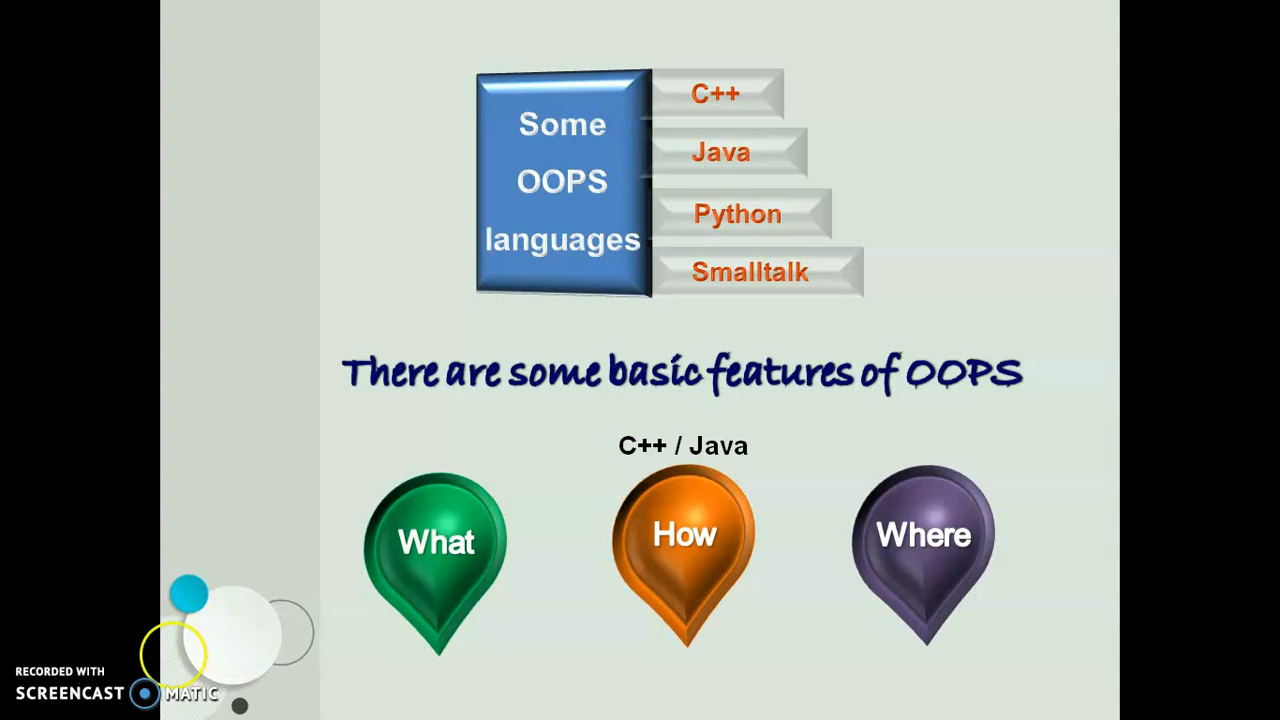 Some
OOPS
languages
C++
Java
Python
Smalltalk
There are some basic features of OOPS
C++ / Java
What
How
Where
RECORDED WITH
SCREENCAST MATIC